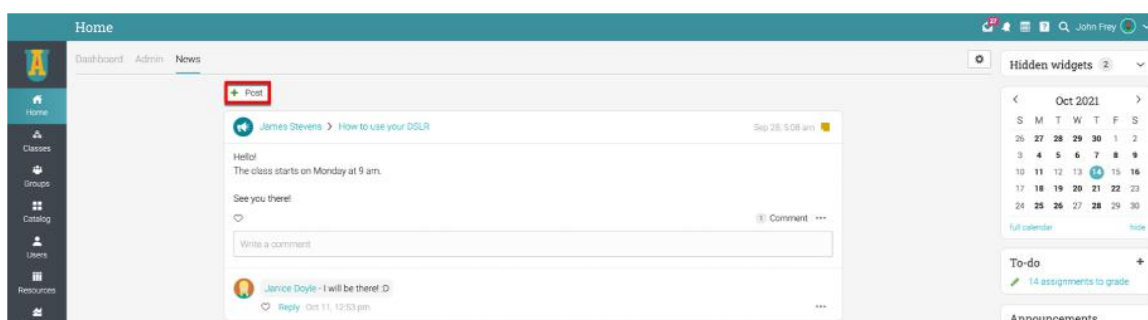 Home
27
John Frey
Dashboard Admin News
Hidden widgets 2
+ Post
James Stevens > How to use your DSLR
Sep 28, 5:08 am
Hello!
The class starts on Monday at 9 am.
See you there!
1 Comment
Write a comment
Janice Doyle - I will be there! :D
Reply Oct 11, 12:53 pm
Home
Classes
Groups
Catalog
Users
Resources
< Oct 2021 >
S M T W T F S
26 27 28 29 30 1 2
3 4 5 6 7 8 9
10 11 12 13 14 15 16
17 18 19 20 21 22 23
24 25 26 27 28 29 30
full calendar hide
To-do +
14 assignments to grade
Announcements